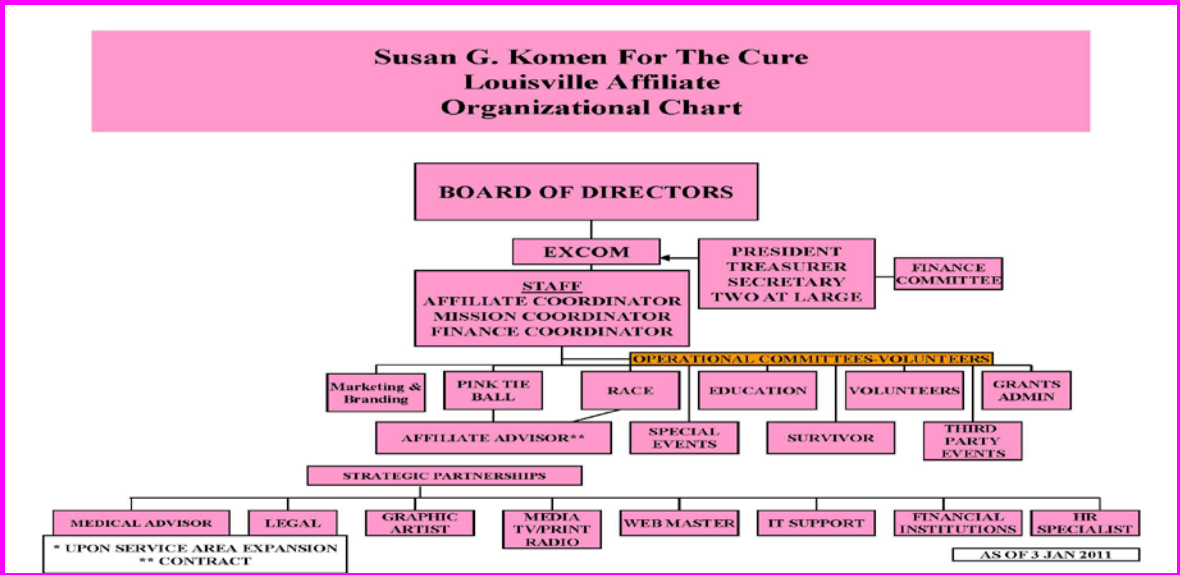 Susan G. Komen For The Cure
Louisville Affiliate
Organizational Chart
BOARD OF DIRECTORS
EXCOM
PRESIDENT
TREASURER
SECRETARY
TWO AT LARGE
FINANCE
COMMITTEE
STAFF
AFFILIATE COORDINATOR
MISSION COORDINATOR
FINANCE COORDINATOR
OPERATIONAL COMMITTEES-VOLUNTEERS
Marketing &
Branding
PINK TIE
BALL
RACE
EDUCATION
VOLUNTEERS
GRANTS
ADMIN
AFFILIATE ADVISOR**
SPECIAL
EVENTS
SURVIVOR
THIRD
PARTY
EVENTS
STRATEGIC PARTNERSHIPS
MEDICAL ADVISOR
LEGAL
GRAPHIC
ARTIST
MEDIA
TV/PRINT
RADIO
WEB MASTER
IT SUPPORT
FINANCIAL
INSTITUTIONS
HR
SPECIALIST
* UPON SERVICE AREA EXPANSION
** CONTRACT
AS OF 3 JAN 2011